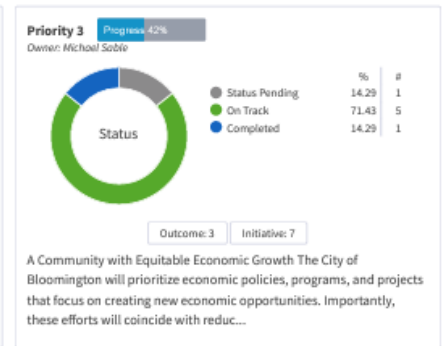 Priority 3 Progress 42%
Owner: Michael Sable
% #
Status Pending 14.29 1
On Track 71.43 5
Completed 14.29 1
Status
Outcome: 3 Initiative: 7
A Community with Equitable Economic Growth The City of
Bloomington will prioritize economic policies, programs, and projects
that focus on creating new economic opportunities. Importantly,
these efforts will coincide with reduc...